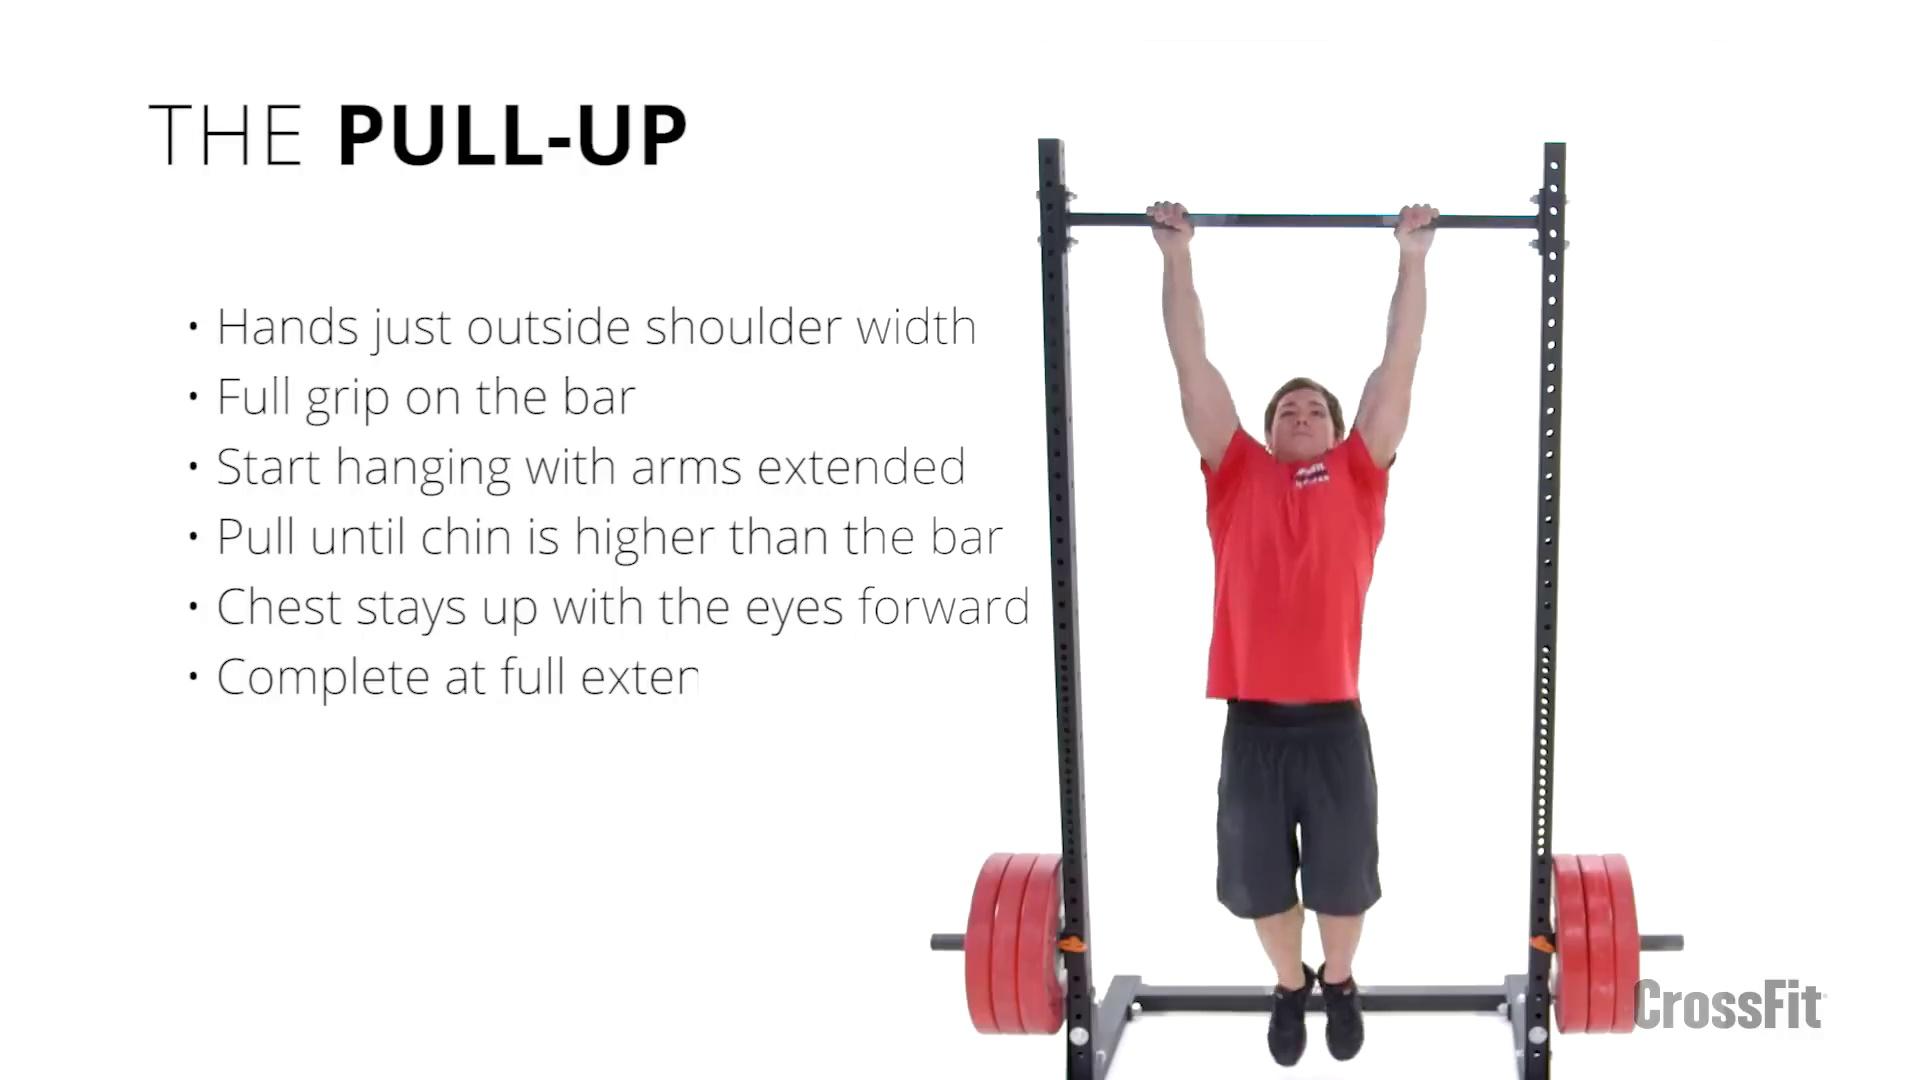 THE PULL-UP
• Hands just outside shoulder width
• Full grip on the bar
• Start hanging with arms extended
• Pull until chin is higher than the bar
• Chest stays up with the eyes forward
• Complete at full exten
CrossFit